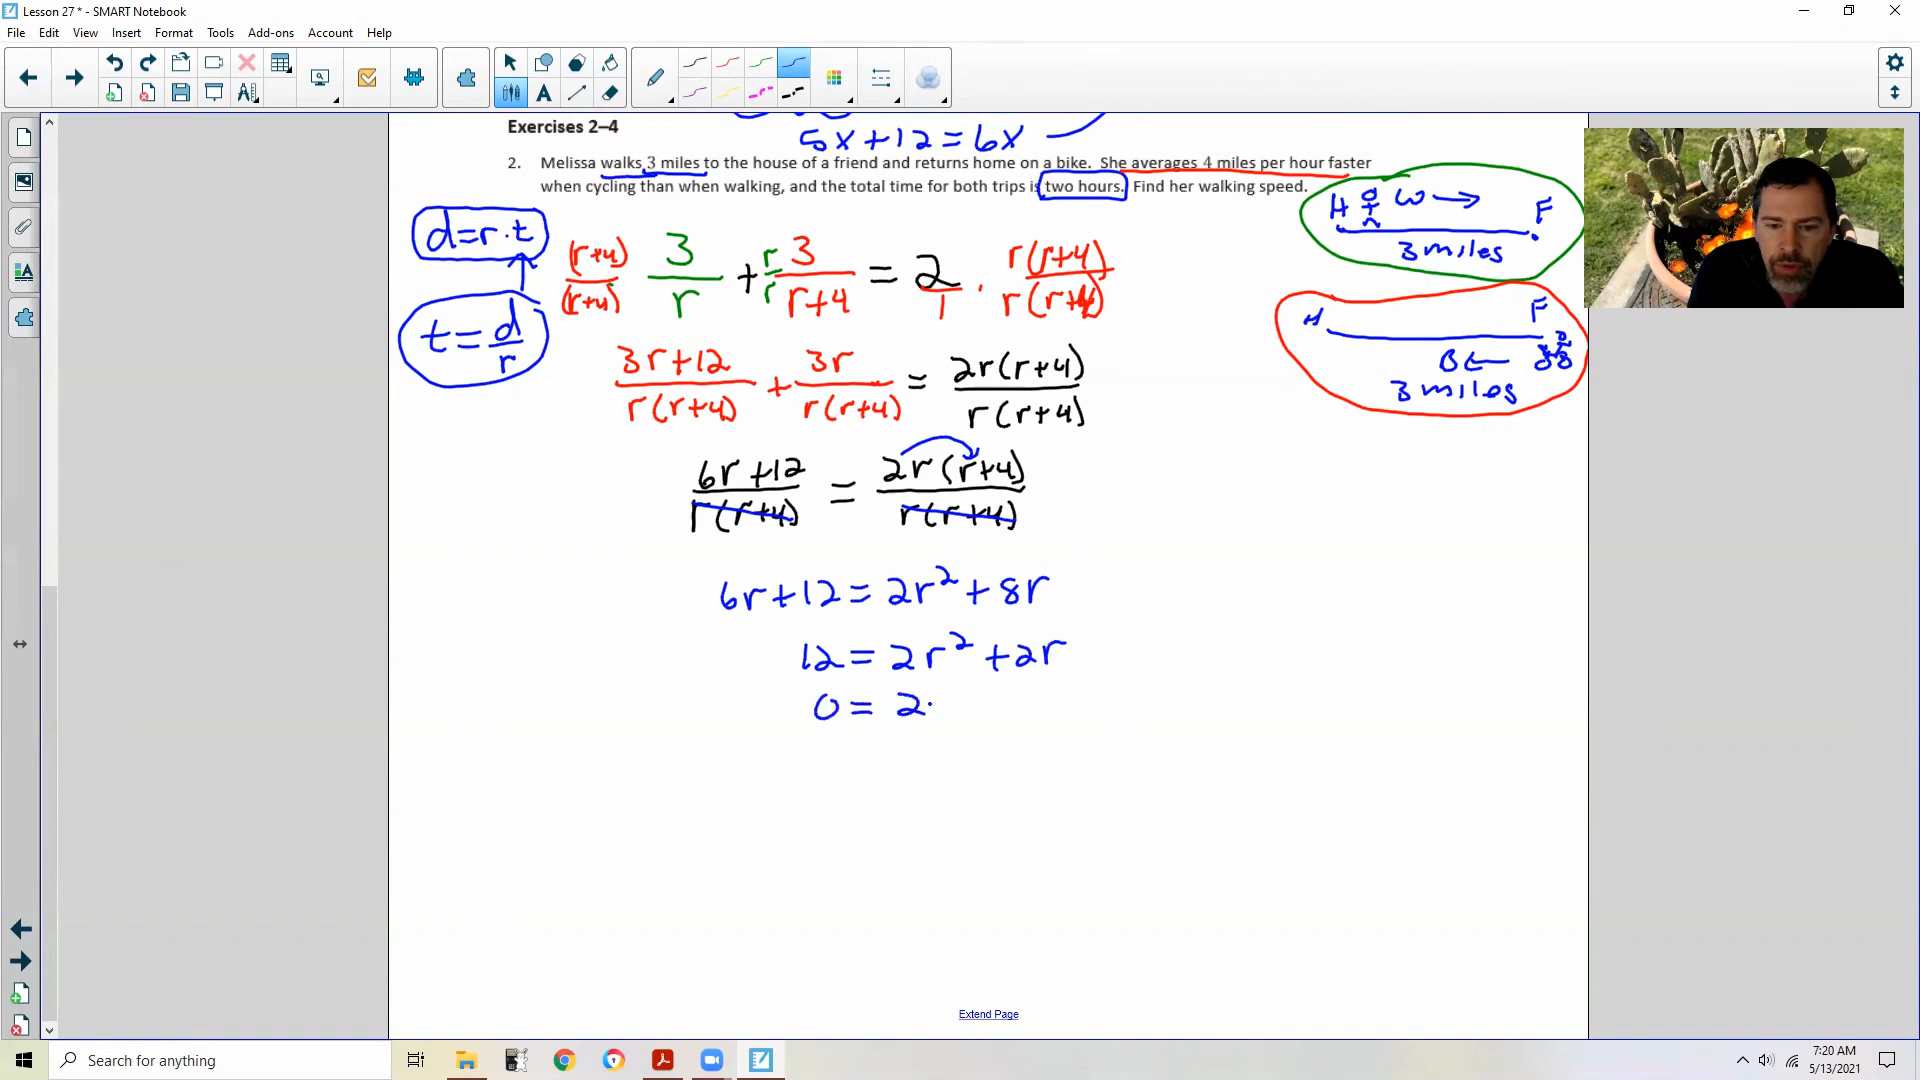 Lesson 27 * - SMART Notebook
File Edit View Insert Format Tools Add-ons Account Help
Exercises 2–4
5x+12=6x
2. Melissa walks 3 miles to the house of a friend and returns home on a bike. She averages 4 miles per hour faster
when cycling than when walking, and the total time for both trips is two hours. Find her walking speed.
H W → F
3 miles
d=r·t
(r+4)/(r+4) 3/r + r/r 3/(r+4) = 2/1 · r(r+4)/r(r+4)
H F
B ←
3 miles
t=d/r
3r+12/r(r+4) + 3r/r(r+4) = 2r(r+4)/r(r+4)
6r+12/r(r+4) = 2r(r+4)/r(r+4)
6r+12=2r²+8r
12=2r²+2r
0=2
Extend Page
Search for anything
7:20 AM
5/13/2021